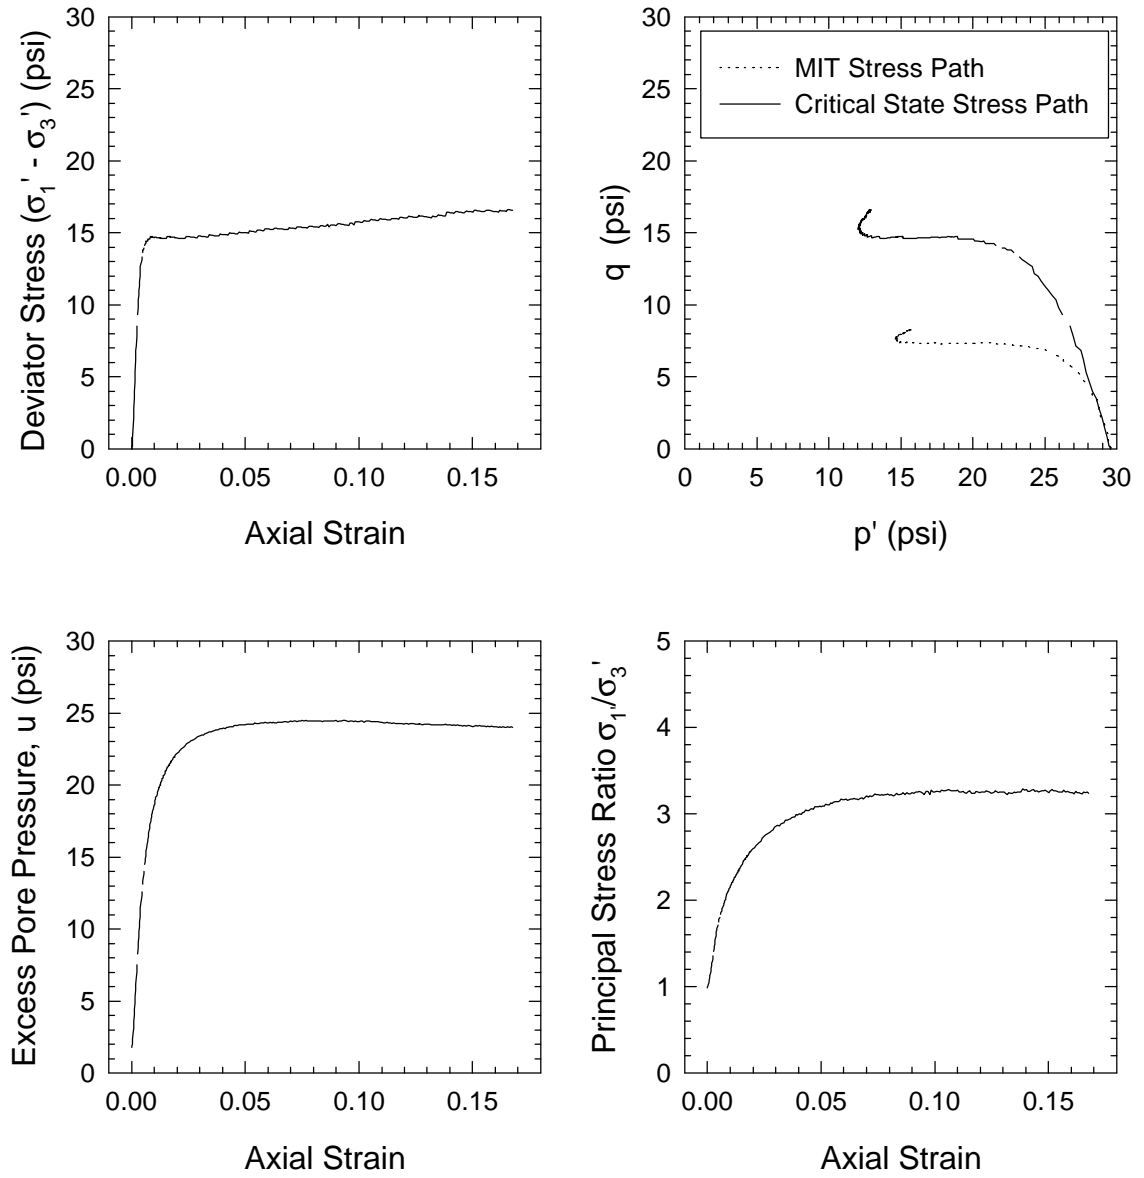 Deviator Stress (σ1' - σ3') (psi)
30
25
20
15
10
5
0
0.00 0.05 0.10 0.15
Axial Strain
q (psi)
30
25
20
15
10
5
0
MIT Stress Path
Critical State Stress Path
0 5 10 15 20 25 30
p' (psi)
Excess Pore Pressure, u (psi)
30
25
20
15
10
5
0
0.00 0.05 0.10 0.15
Axial Strain
Principal Stress Ratio σ1'/σ3'
5
4
3
2
1
0
0.00 0.05 0.10 0.15
Axial Strain